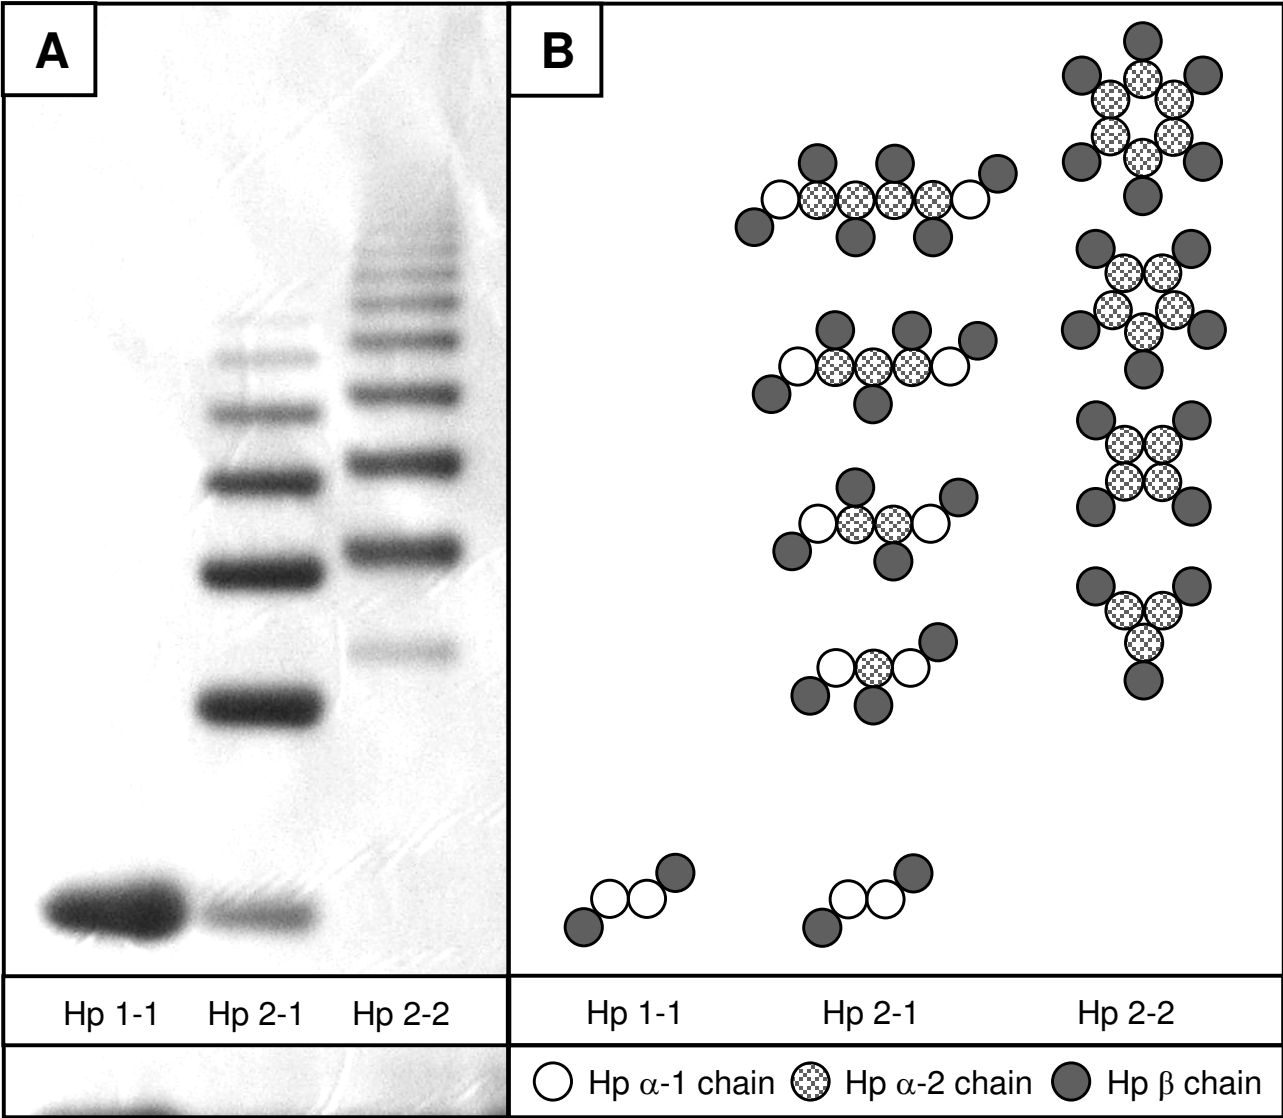 A
B
Hp 1-1 Hp 2-1 Hp 2-2
Hp 1-1 Hp 2-1 Hp 2-2
Hp α-1 chain Hp α-2 chain Hp β chain